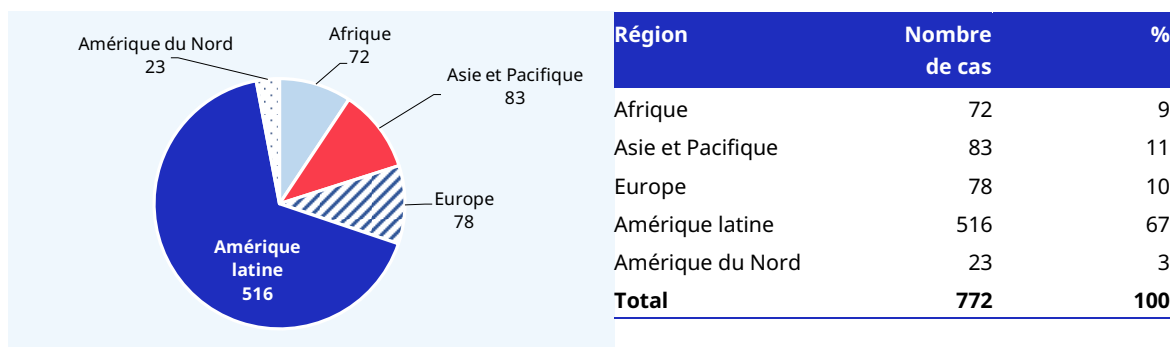 Amérique du Nord
23
Afrique
72
Asie et Pacifique
83
Europe
78
Amérique
latine
516
Région Nombre de cas %
Afrique 72 9
Asie et Pacifique 83 11
Europe 78 10
Amérique latine 516 67
Amérique du Nord 23 3
Total 772 100